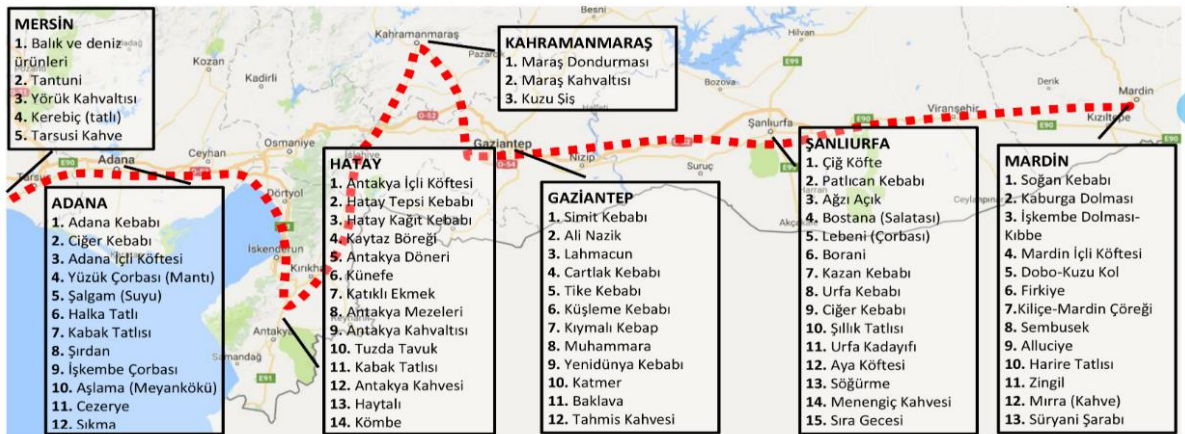 MERSİN
1. Balık ve deniz
ürünleri
2. Tantuni
3. Yörük Kahvaltısı
4. Kerebiç (tatlı)
5. Tarsusi Kahve
KAHRAMANMARAŞ
1. Maraş Dondurması
2. Maraş Kahvaltısı
3. Kuzu Şiş
ADANA
1. Adana Kebabı
2. Ciğer Kebabı
3. Adana İçli Köftesi
4. Yüzük Çorbası (Mantı)
5. Şalgam (Suyu)
6. Halka Tatlı
7. Kabak Tatlısı
8. Şırdan
9. İşkembe Çorbası
10. Aşlama (Meyankökü)
11. Cezerye
12. Sıkma
HATAY
1. Antakya İçli Köftesi
2. Hatay Tepsi Kebabı
3. Hatay Kağıt Kebabı
4. Kaytaz Böreği
5. Antakya Döneri
6. Künefe
7. Katıklı Ekmek
8. Antakya Mezeleri
9. Antakya Kahvaltısı
10. Tuzda Tavuk
11. Kabak Tatlısı
12. Antakya Kahvesi
13. Haytalı
14. Kömbe
GAZİANTEP
1. Simit Kebabı
2. Ali Nazik
3. Lahmacun
4. Cartlak Kebabı
5. Tike Kebabı
6. Küşleme Kebabı
7. Kıymalı Kebap
8. Muhammara
9. Yenidünya Kebabı
10. Katmer
11. Baklava
12. Tahmis Kahvesi
ŞANLIURFA
1. Çiğ Köfte
2. Patlıcan Kebabı
3. Ağzı Açık
4. Bostana (Salatası)
5. Lebeni (Çorbası)
6. Borani
7. Kazan Kebabı
8. Urfa Kebabı
9. Ciğer Kebabı
10. Şıllık Tatlısı
11. Urfa Kadayıfı
12. Aya Köftesi
13. Söğürme
14. Menengiç Kahvesi
15. Sıra Gecesi
MARDİN
1. Soğan Kebabı
2. Kaburga Dolması
3. İşkembe Dolması-
Kıbbe
4. Mardin İçli Köftesi
5. Dobo-Kuzu Kol
6. Firkiye
7.Kiliçe-Mardin Çöreği
8. Sembusek
9. Alluciye
10. Harire Tatlısı
11. Zingil
12. Mırra (Kahve)
13. Süryani Şarabı
Kahramanmaraş
Besni
Kozan
Kadirli
Hilvan
Bozova
Derik
Mardin
Viranşehir
Kızıltepe
Şanlıurfa
Gaziantep
Nizip
Suruç
Osmaniye
Ceyhan
Adana
Tarsus
Dörtyol
İskenderun
Kırıkhan
Antakya
Samandağ
E90
E90
E90
E90
E99
E91
O-52
O-54